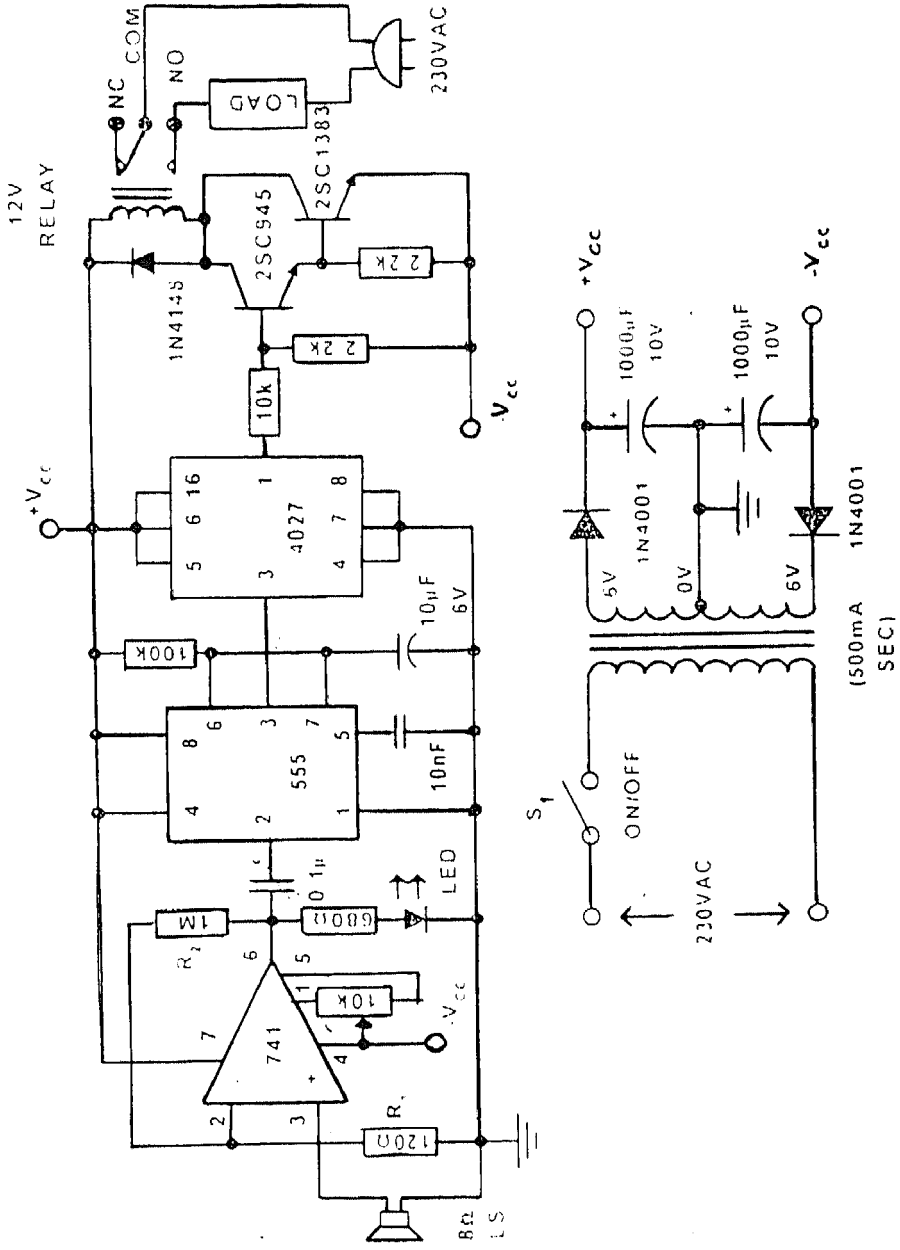 12V
RELAY
NC
COM
NO
LOAD
230VAC
1N4148
2SC945
2SC1383
2 2k
2 2k
10k
-Vcc
+Vcc
5
6
16
3
1
4027
4
7
8
100k
10µF
6V
4
8
6
2
555
3
7
1
5
10nF
0 1µ
R2
1M
680Ω
LED
7
6
5
2
741
1
-
+
3
4
10k
-Vcc
R1
120Ω
8Ω
LS
S1
ON/OFF
230VAC
(500mA
SEC)
6V
0V
6V
1N4001
1N4001
+
1000µF
10V
+
1000µF
10V
+Vcc
-Vcc